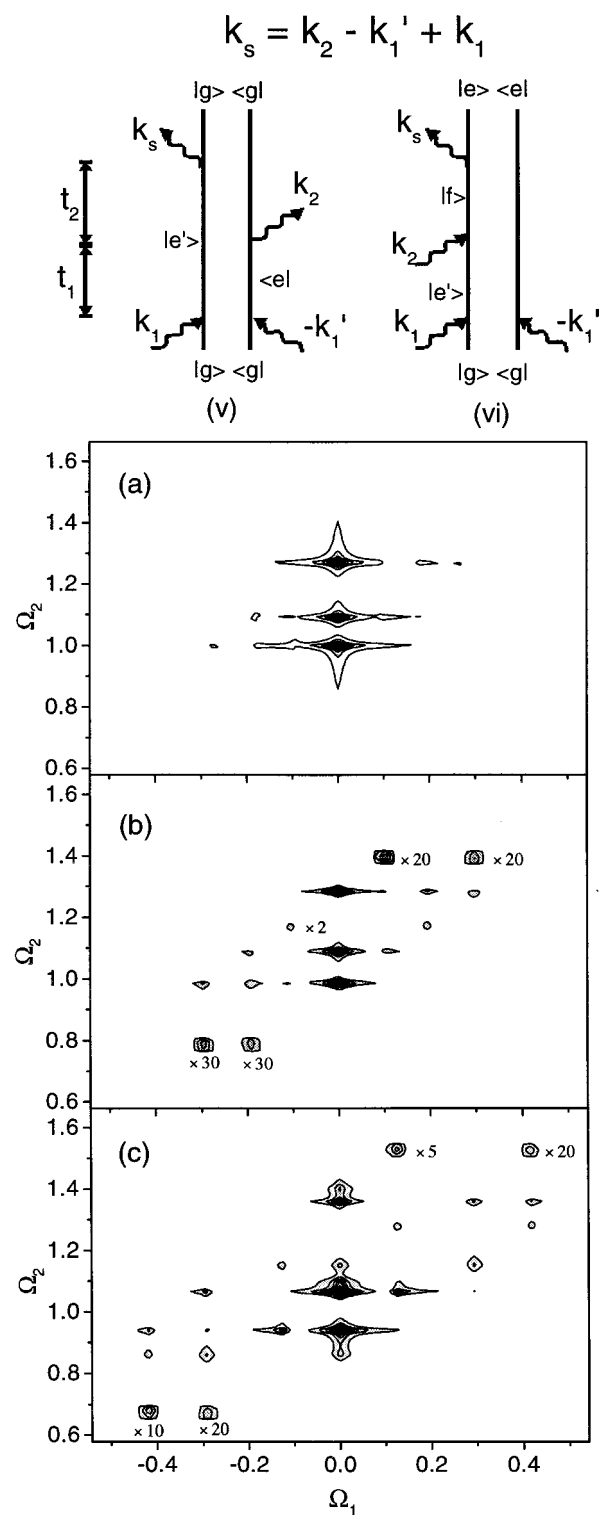 k_s = k_2 - k_1' + k_1
|g> <g| |e> <e|
k_s k_s
k_2
|f>
t_2
|e'>
k_2
<e|
t_1
|e'>
k_1 -k_1' k_1 -k_1'
|g> <g| |g> <g|
(v) (vi)
(a)
1.6
1.4
1.2
1.0
0.8
0.6
Ω_2
(b)
1.6
1.4
1.2
1.0
0.8
0.6
Ω_2
× 20 × 20
× 2
× 30 × 30
(c)
1.6
1.4
1.2
1.0
0.8
0.6
Ω_2
× 5 × 20
× 10 × 20
-0.4 -0.2 0.0 0.2 0.4
Ω_1